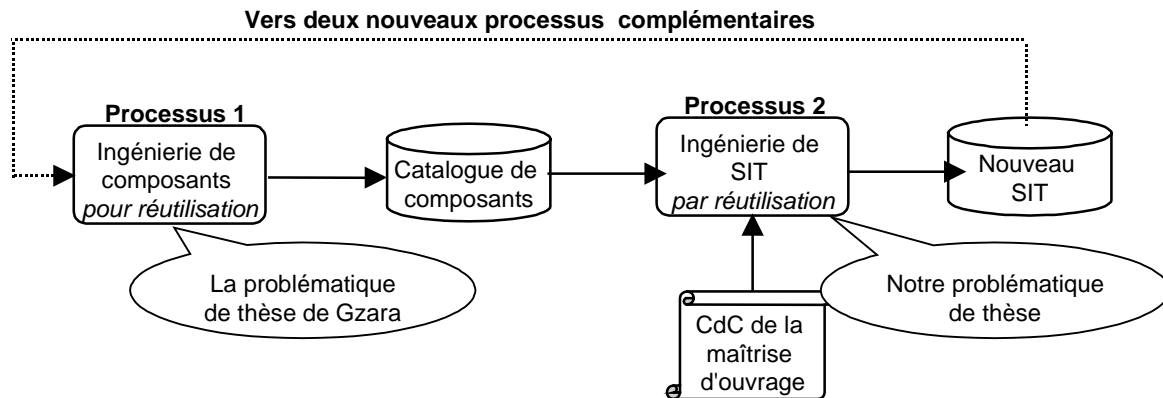 Vers deux nouveaux processus complémentaires
Processus 1
Ingénierie de
composants
pour réutilisation
Catalogue de
composants
Processus 2
Ingénierie de
SIT
par réutilisation
Nouveau
SIT
La problématique
de thèse de Gzara
CdC de la
maîtrise
d'ouvrage
Notre problématique
de thèse